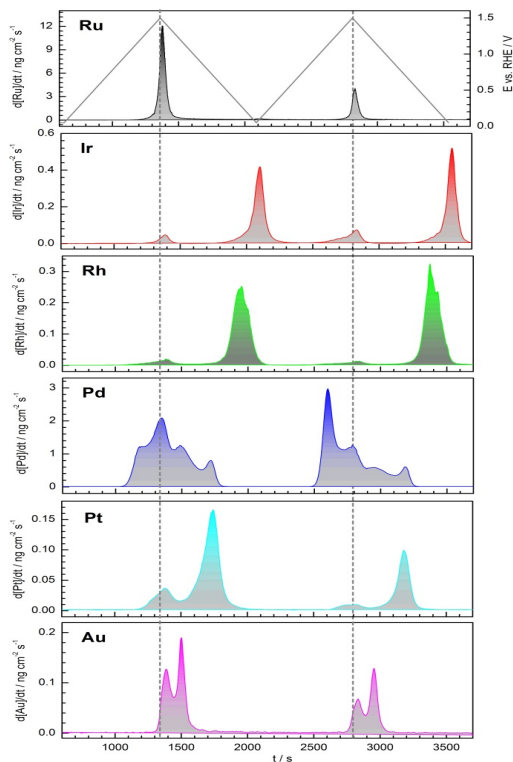 Ru
d[Ru]/dt / ng cm⁻² s⁻¹
12
9
6
3
0
1.5
1.0
0.5
0.0
E vs. RHE / V
Ir
d[Ir]/dt / ng cm⁻² s⁻¹
0.6
0.4
0.2
0.0
Rh
d[Rh]/dt / ng cm⁻² s⁻¹
0.3
0.2
0.1
0.0
Pd
d[Pd]/dt / ng cm⁻² s⁻¹
3
2
1
0
Pt
d[Pt]/dt / ng cm⁻² s⁻¹
0.15
0.10
0.05
0.00
Au
d[Au]/dt / ng cm⁻² s⁻¹
0.2
0.1
0.0
1000 1500 2000 2500 3000 3500
t / s